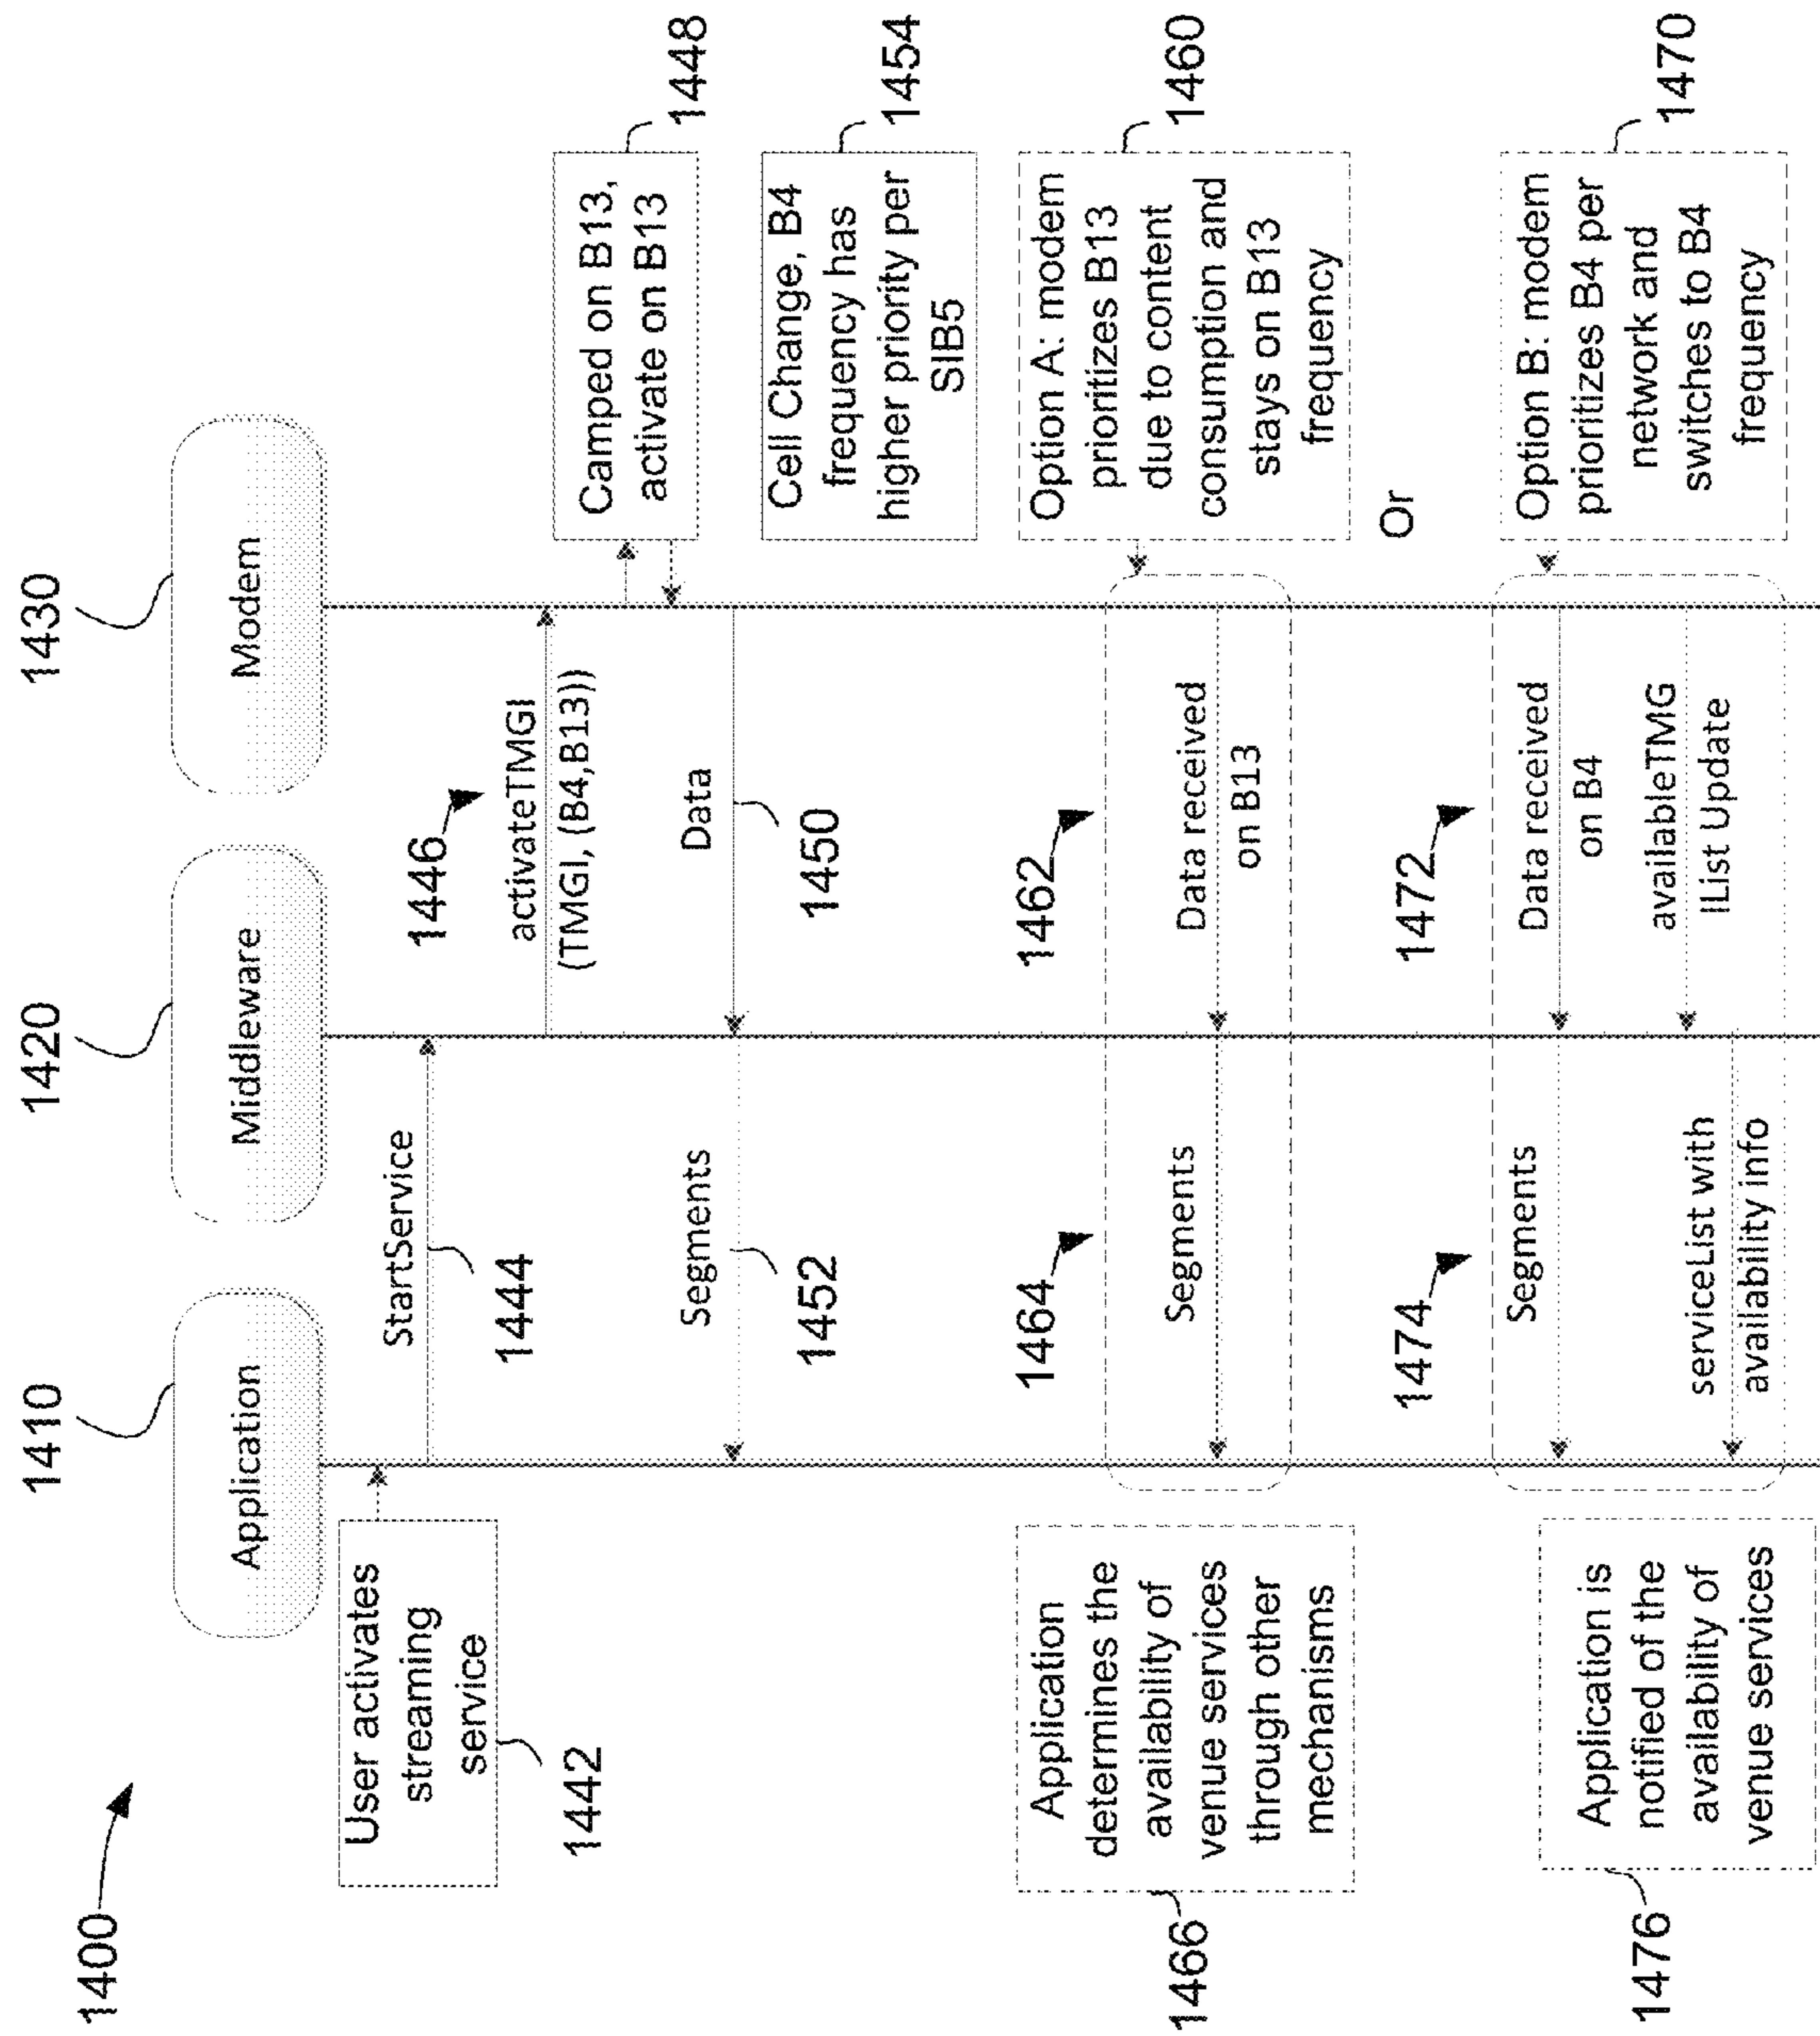 1400
1410
1420
1430
Application
Middleware
Modem
User activates
streaming
service
1442
StartService
1444
1446
activateTMGI
(TMGI, (B4,B13))
Camped on B13,
activate on B13
1448
Data
1450
Segments
1452
Cell Change, B4
frequency has
higher priority per
SIB5
1454
Option A: modem
prioritizes B13
due to content
consumption and
stays on B13
frequency
1460
1462
Data received
on B13
1464
Segments
Application
determines the
availability of
venue services
through other
mechanisms
1466
Or
Option B: modem
prioritizes B4 per
network and
switches to B4
frequency
1470
1472
Data received
on B4
availableTMG
IList Update
1474
Segments
serviceList with
availability info
Application is
notified of the
availability of
venue services
1476